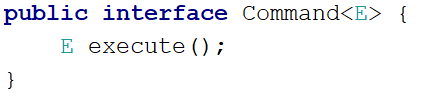 public interface Command<E> {
    E execute();
}